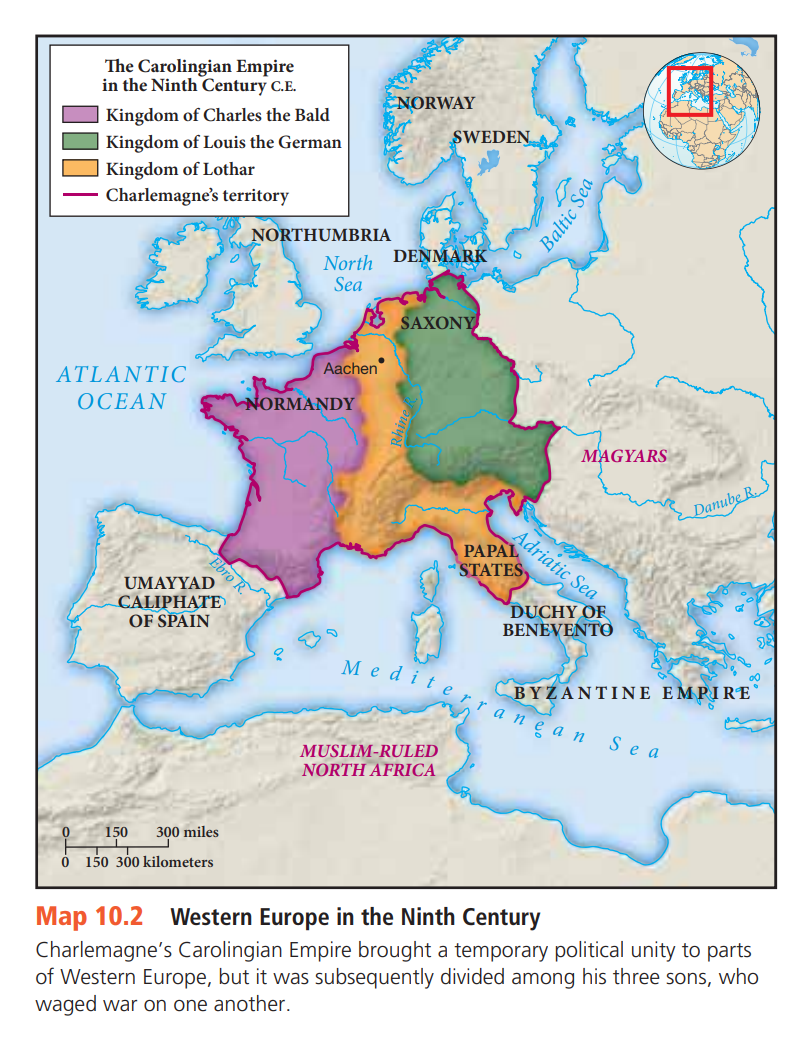 The Carolingian Empire
in the Ninth Century C.E.
Kingdom of Charles the Bald
Kingdom of Louis the German
Kingdom of Lothar
Charlemagne's territory
NORWAY
SWEDEN
Baltic Sea
NORTHUMBRIA
DENMARK
North
Sea
SAXONY
Aachen
ATLANTIC
OCEAN
NORMANDY
Rhine R.
MAGYARS
Danube R.
Adriatic Sea
PAPAL
STATES
Ebro R.
UMAYYAD
CALIPHATE
OF SPAIN
DUCHY OF
BENEVENTO
Mediterranean Sea
BYZANTINE EMPIRE
MUSLIM-RULED
NORTH AFRICA
0 150 300 miles
0 150 300 kilometers
Map 10.2 Western Europe in the Ninth Century
Charlemagne's Carolingian Empire brought a temporary political unity to parts
of Western Europe, but it was subsequently divided among his three sons, who
waged war on one another.